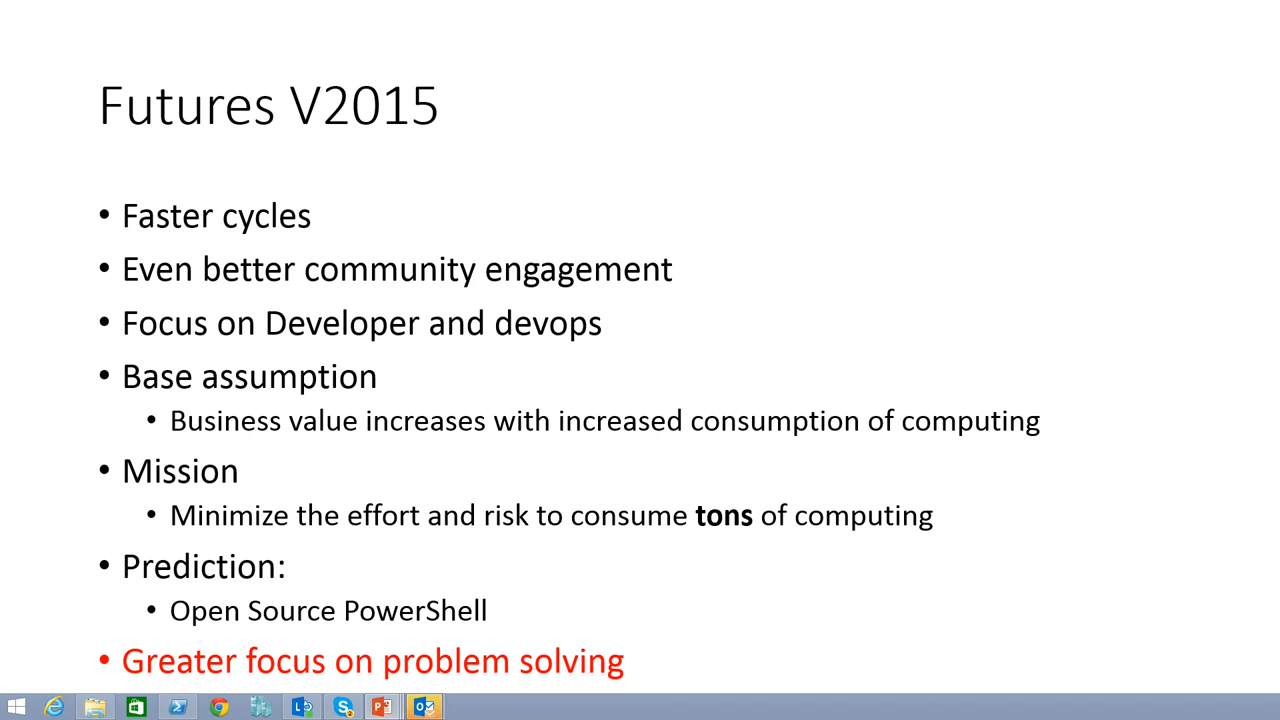 Futures V2015
• Faster cycles
• Even better community engagement
• Focus on Developer and devops
• Base assumption
• Business value increases with increased consumption of computing
• Mission
• Minimize the effort and risk to consume tons of computing
• Prediction:
• Open Source PowerShell
• Greater focus on problem solving